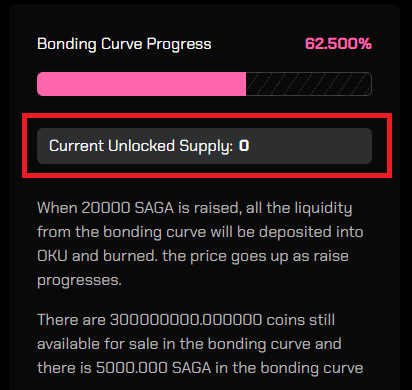 Bonding Curve Progress 62.500%
Current Unlocked Supply: 0
When 20000 SAGA is raised, all the liquidity
from the bonding curve will be deposited into
OKU and burned. the price goes up as raise
progresses.
There are 300000000.000000 coins still
available for sale in the bonding curve and
there is 5000.000 SAGA in the bonding curve